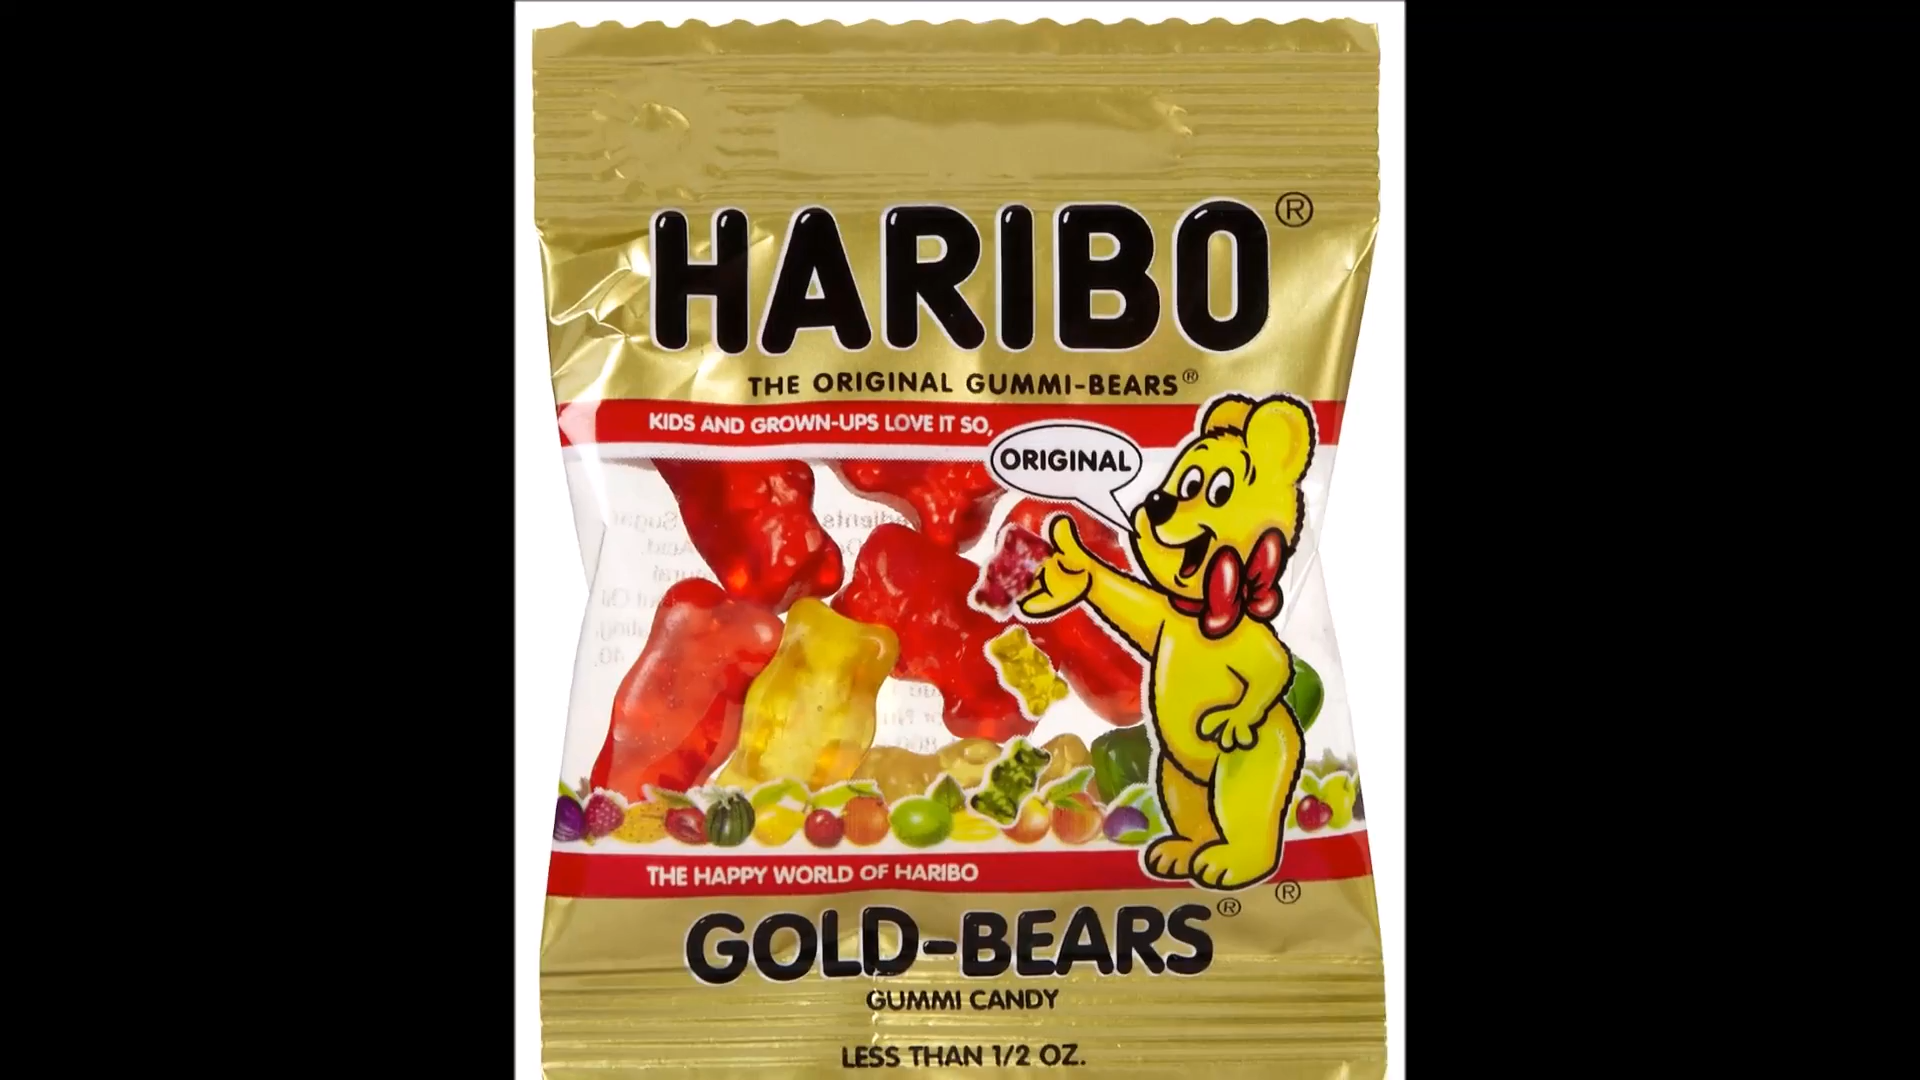 HARIBO®
THE ORIGINAL GUMMI-BEARS®
KIDS AND GROWN-UPS LOVE IT SO,
ORIGINAL
THE HAPPY WORLD OF HARIBO
®
GOLD-BEARS®
GUMMI CANDY
LESS THAN 1/2 OZ.